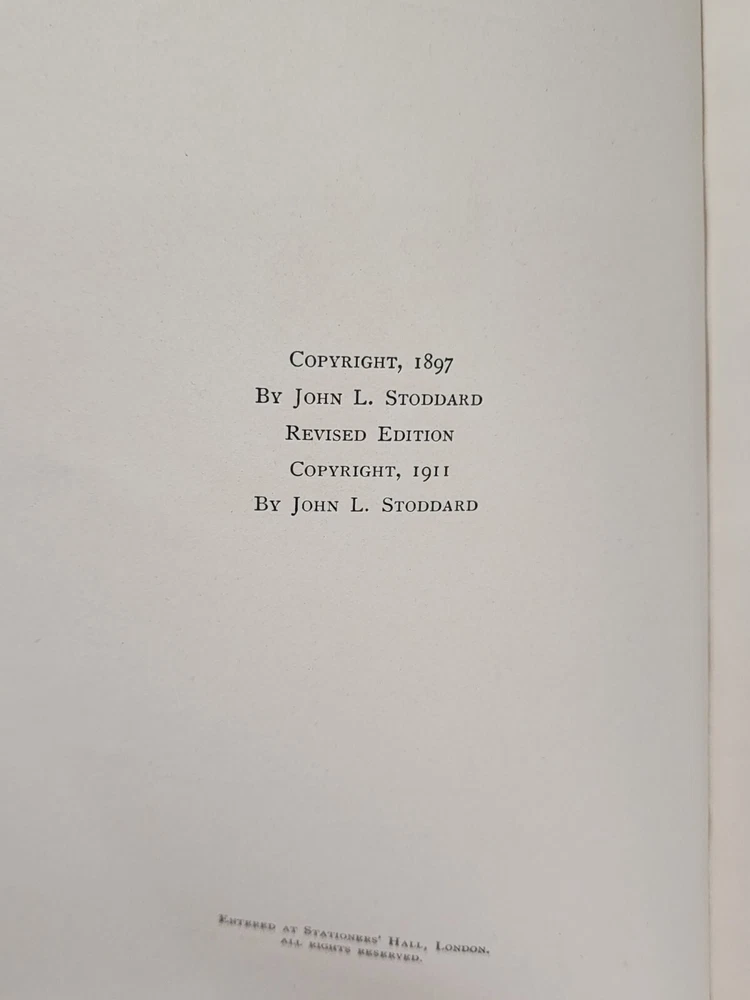 Copyright, 1897
By John L. Stoddard
Revised Edition
Copyright, 1911
By John L. Stoddard
Entered at Stationers' Hall, London.
All rights reserved.